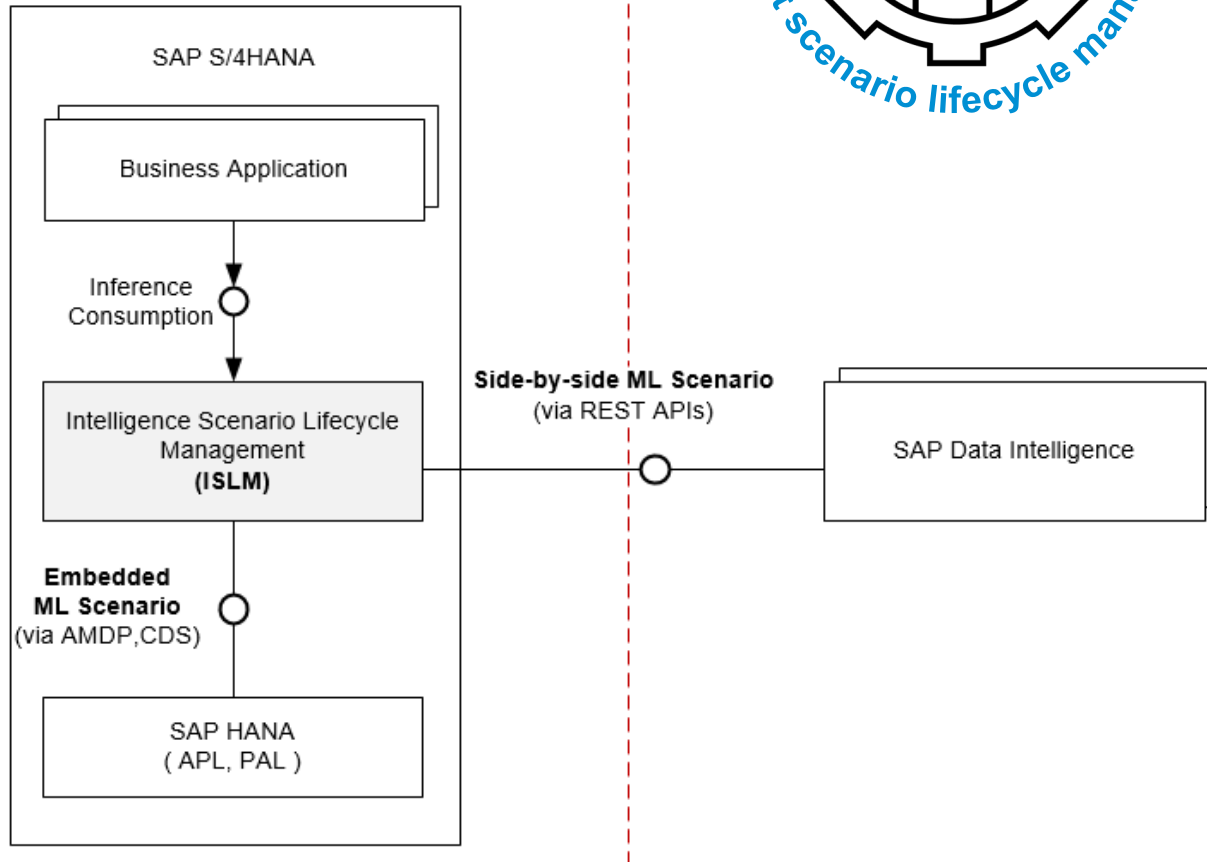 SAP S/4HANA
Business Application
Inference
Consumption
Intelligence Scenario Lifecycle
Management
(ISLM)
Embedded
ML Scenario
(via AMDP,CDS)
SAP HANA
( APL, PAL )
Side-by-side ML Scenario
(via REST APIs)
SAP Data Intelligence
t scenario lifecycle mana